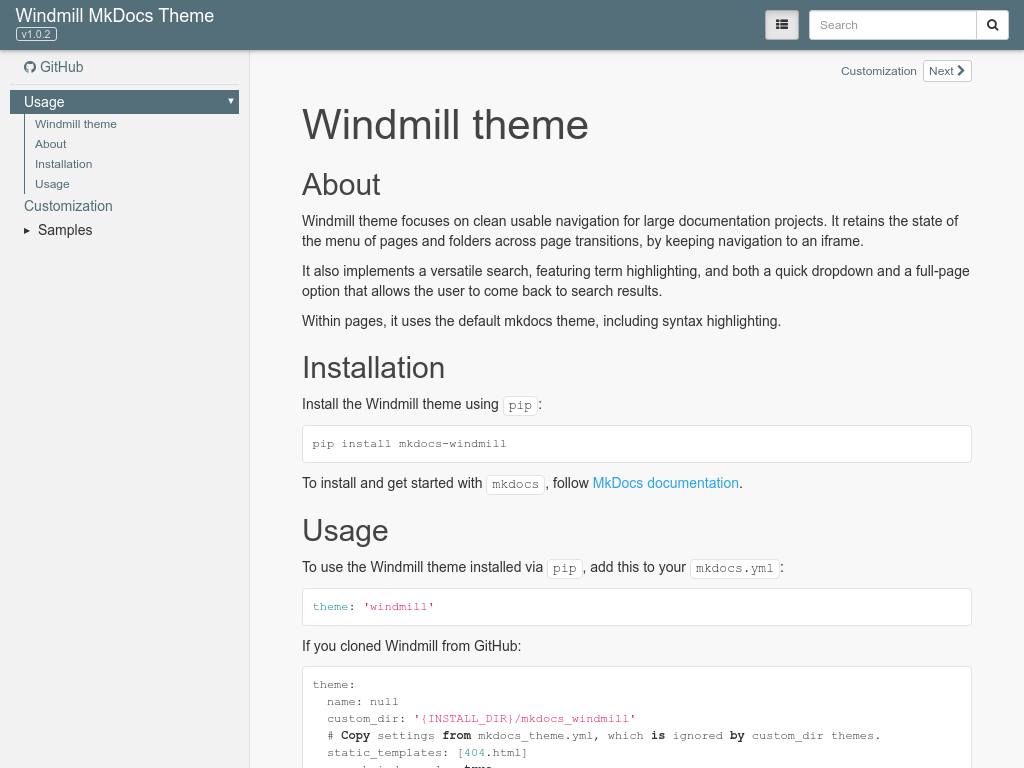 Windmill MkDocs Theme
v1.0.2
Search
GitHub
Usage
Windmill theme
About
Installation
Usage
Customization
Samples
Customization Next
Windmill theme
About
Windmill theme focuses on clean usable navigation for large documentation projects. It retains the state of
the menu of pages and folders across page transitions, by keeping navigation to an iframe.
It also implements a versatile search, featuring term highlighting, and both a quick dropdown and a full-page
option that allows the user to come back to search results.
Within pages, it uses the default mkdocs theme, including syntax highlighting.
Installation
Install the Windmill theme using pip:
pip install mkdocs-windmill
To install and get started with mkdocs, follow MkDocs documentation.
Usage
To use the Windmill theme installed via pip, add this to your mkdocs.yml:
theme: 'windmill'
If you cloned Windmill from GitHub:
theme:
  name: null
  custom_dir: '{INSTALL_DIR}/mkdocs_windmill'
  # Copy settings from mkdocs_theme.yml, which is ignored by custom_dir themes.
  static_templates: [404.html]